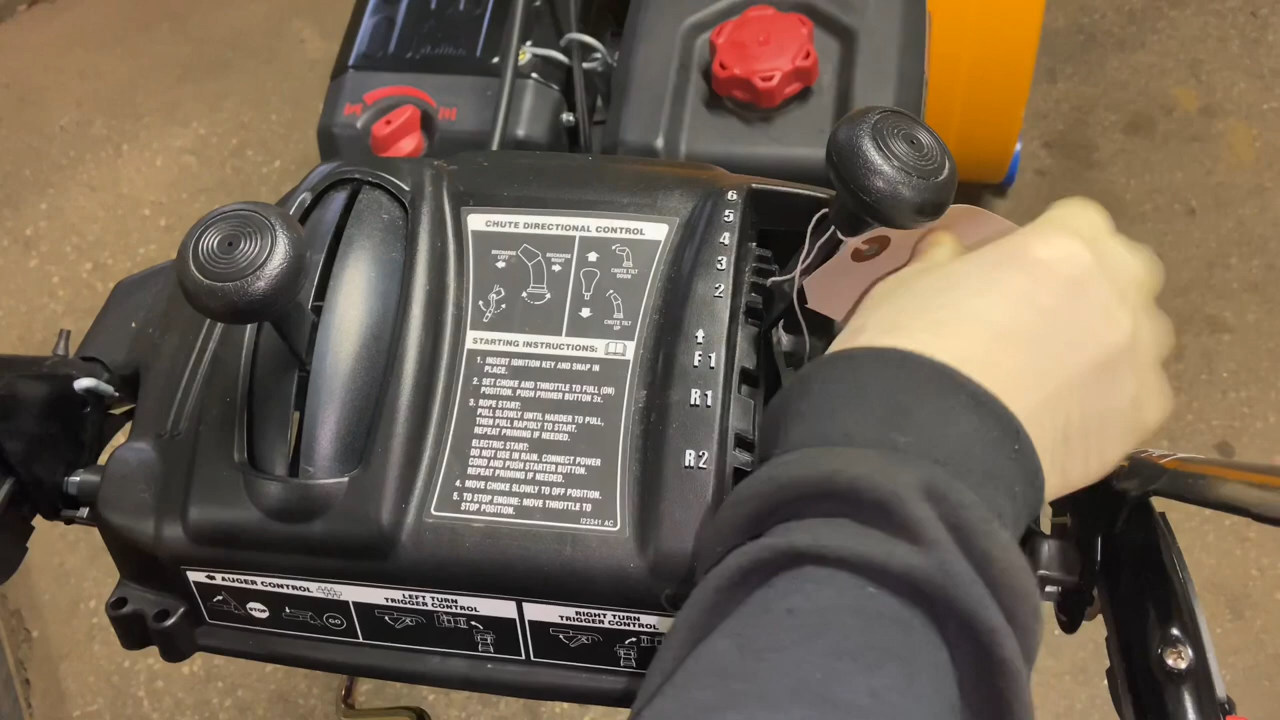 CHUTE DIRECTIONAL CONTROL
DISCHARGE
LEFT
DISCHARGE
RIGHT
CHUTE TILT
DOWN
CHUTE TILT
UP
STARTING INSTRUCTIONS:
1. INSERT IGNITION KEY AND SNAP IN
PLACE.
2. SET CHOKE AND THROTTLE TO FULL (ON)
POSITION. PUSH PRIMER BUTTON 3x.
3. ROPE START:
PULL SLOWLY UNTIL HARDER TO PULL,
THEN PULL RAPIDLY TO START.
REPEAT PRIMING IF NEEDED.
ELECTRIC START:
DO NOT USE IN RAIN. CONNECT POWER
CORD AND PUSH STARTER BUTTON.
REPEAT PRIMING IF NEEDED.
4. MOVE CHOKE SLOWLY TO OFF POSITION.
5. TO STOP ENGINE: MOVE THROTTLE TO
STOP POSITION.
I22341 AC
6
5
4
3
2
F1
R1
R2
AUGER CONTROL
STOP
GO
LEFT TURN
TRIGGER CONTROL
RIGHT TURN
TRIGGER CONTROL